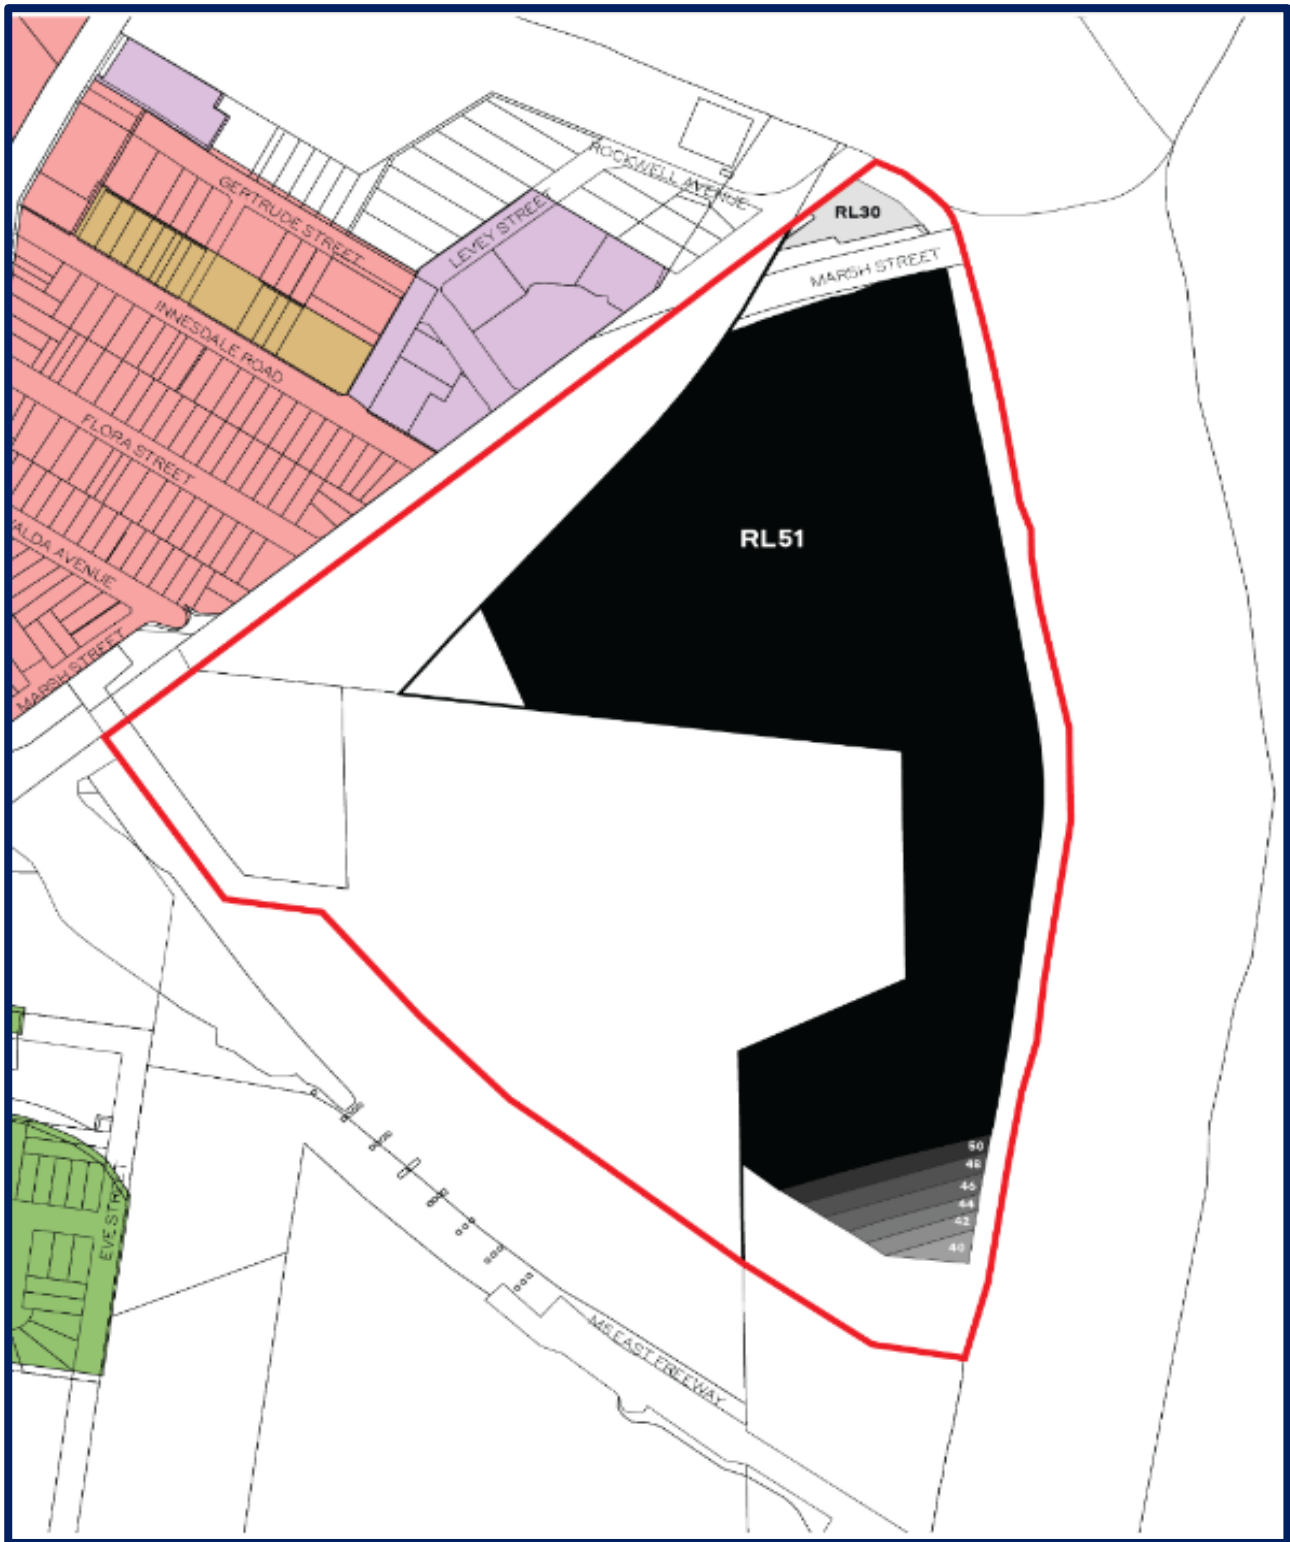 ROCKWELL AVENUE
GERTRUDE STREET
LEVEY STREET
RL30
MARSH STREET
INNESDALE ROAD
FLORA STREET
RL51
ALDA AVENUE
MARSH STREET
50
48
46
44
42
40
EVE STR
M5 EAST FREEWAY